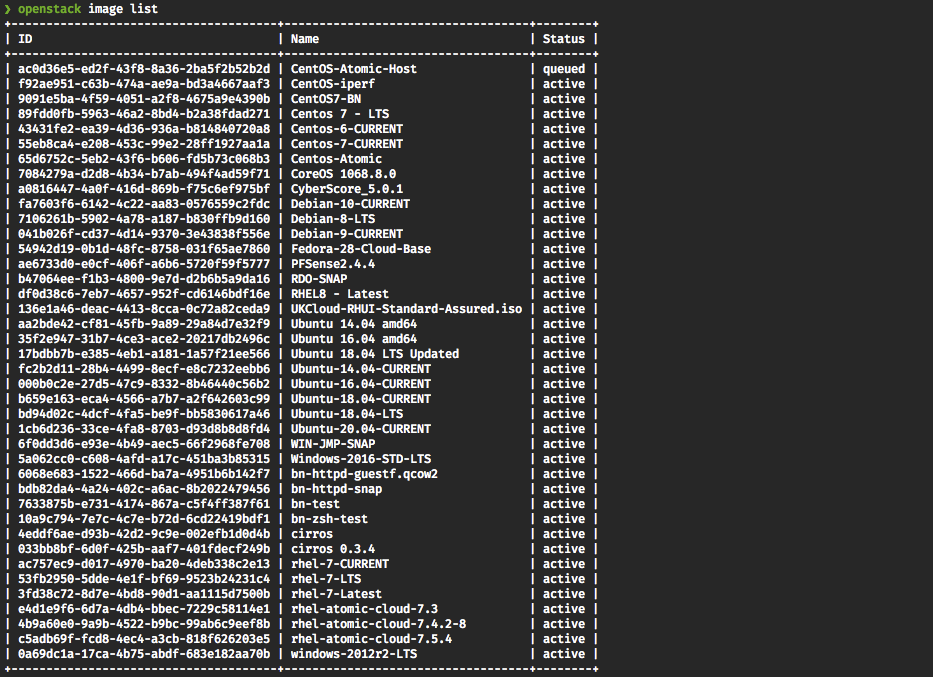 ❯ openstack image list
+--------------------------------------+-----------------------------------+--------+
| ID                                   | Name                              | Status |
+--------------------------------------+-----------------------------------+--------+
| ac0d36e5-ed2f-43f8-8a36-2ba5f2b52b2d | CentOS-Atomic-Host                | queued |
| f92ae951-c63b-474a-ae9a-bd3a4667aaf3 | CentOS-iperf                      | active |
| 9091e5ba-4f59-4051-a2f8-4675a9e4390b | CentOS7-BN                        | active |
| 89fdd0fb-5963-46a2-8bd4-b2a38fdad271 | Centos 7 - LTS                    | active |
| 43431fe2-ea39-4d36-936a-b814840720a8 | Centos-6-CURRENT                  | active |
| 55eb8ca4-e208-453c-99e2-28ff1927aa1a | Centos-7-CURRENT                  | active |
| 65d6752c-5eb2-43f6-b606-fd5b73c068b3 | Centos-Atomic                     | active |
| 7084279a-d2d8-4b34-b7ab-494f4ad59f71 | CoreOS 1068.8.0                   | active |
| a0816447-4a0f-416d-869b-f75c6ef975bf | CyberScore_5.0.1                  | active |
| fa7603f6-6142-4c22-aa83-0576559c2fdc | Debian-10-CURRENT                 | active |
| 7106261b-5902-4a78-a187-b830ffb9d160 | Debian-8-LTS                      | active |
| 041b026f-cd37-4d14-9370-3e43838f556e | Debian-9-CURRENT                  | active |
| 54942d19-0b1d-48fc-8758-031f65ae7860 | Fedora-28-Cloud-Base              | active |
| ae6733d0-e0cf-406f-a6b6-5720f59f5777 | PFSense2.4.4                      | active |
| b47064ee-f1b3-4800-9e7d-d2b6b5a9da16 | RDO-SNAP                          | active |
| df0d38c6-7eb7-4657-952f-cd6146bdf16e | RHEL8 - Latest                    | active |
| 136e1a46-deac-4413-8cca-0c72a82ceda9 | UKCloud-RHUI-Standard-Assured.iso | active |
| aa2bde42-cf81-45fb-9a89-29a84d7e32f9 | Ubuntu 14.04 amd64                | active |
| 35f2e947-31b7-4ce3-ace2-20217db2496c | Ubuntu 16.04 amd64                | active |
| 17bdbb7b-e385-4eb1-a181-1a57f21ee566 | Ubuntu 18.04 LTS Updated          | active |
| fc2b2d11-28b4-4499-8ecf-e8c7232eebb6 | Ubuntu-14.04-CURRENT              | active |
| 000b0c2e-27d5-47c9-8332-8b46440c56b2 | Ubuntu-16.04-CURRENT              | active |
| b659e163-eca4-4566-a7b7-a2f642603c99 | Ubuntu-18.04-CURRENT              | active |
| bd94d02c-4dcf-4fa5-be9f-bb5830617a46 | Ubuntu-18.04-LTS                  | active |
| 1cb6d236-33ce-4fa8-8703-d93d8b8d8fd4 | Ubuntu-20.04-CURRENT              | active |
| 6f0dd3d6-e93e-4b49-aec5-66f2968fe708 | WIN-JMP-SNAP                      | active |
| 5a062cc0-c608-4afd-a17c-451ba3b85315 | Windows-2016-STD-LTS              | active |
| 6068e683-1522-466d-ba7a-4951b6b142f7 | bn-httpd-guestf.qcow2             | active |
| bdb82da4-4a24-402c-a6ac-8b2022479456 | bn-httpd-snap                     | active |
| 7633875b-e731-4174-867a-c5f4ff387f61 | bn-test                           | active |
| 10a9c794-7e7c-4c7e-b72d-6cd22419bdf1 | bn-zsh-test                       | active |
| 4eddf6ae-d93b-42d2-9c9e-002efb1d0d4b | cirros                            | active |
| 033bb8bf-6d0f-425b-aaf7-401fdecf249b | cirros 0.3.4                      | active |
| ac757ec9-d017-4970-ba20-4deb338c2e13 | rhel-7-CURRENT                    | active |
| 53fb2950-5dde-4e1f-bf69-9523b24231c4 | rhel-7-LTS                        | active |
| 3fd38c72-8d7e-4bd8-90d1-aa1115d7500b | rhel-7-Latest                     | active |
| e4d1e9f6-6d7a-4db4-bbec-7229c58114e1 | rhel-atomic-cloud-7.3             | active |
| 4b9a60e0-9a9b-4522-b9bc-99ab6c9eef8b | rhel-atomic-cloud-7.4.2-8         | active |
| c5adb69f-fcd8-4ec4-a3cb-818f626203e5 | rhel-atomic-cloud-7.5.4           | active |
| 0a69dc1a-17ca-4b75-abdf-683e182aa70b | windows-2012r2-LTS                | active |
+--------------------------------------+-----------------------------------+--------+